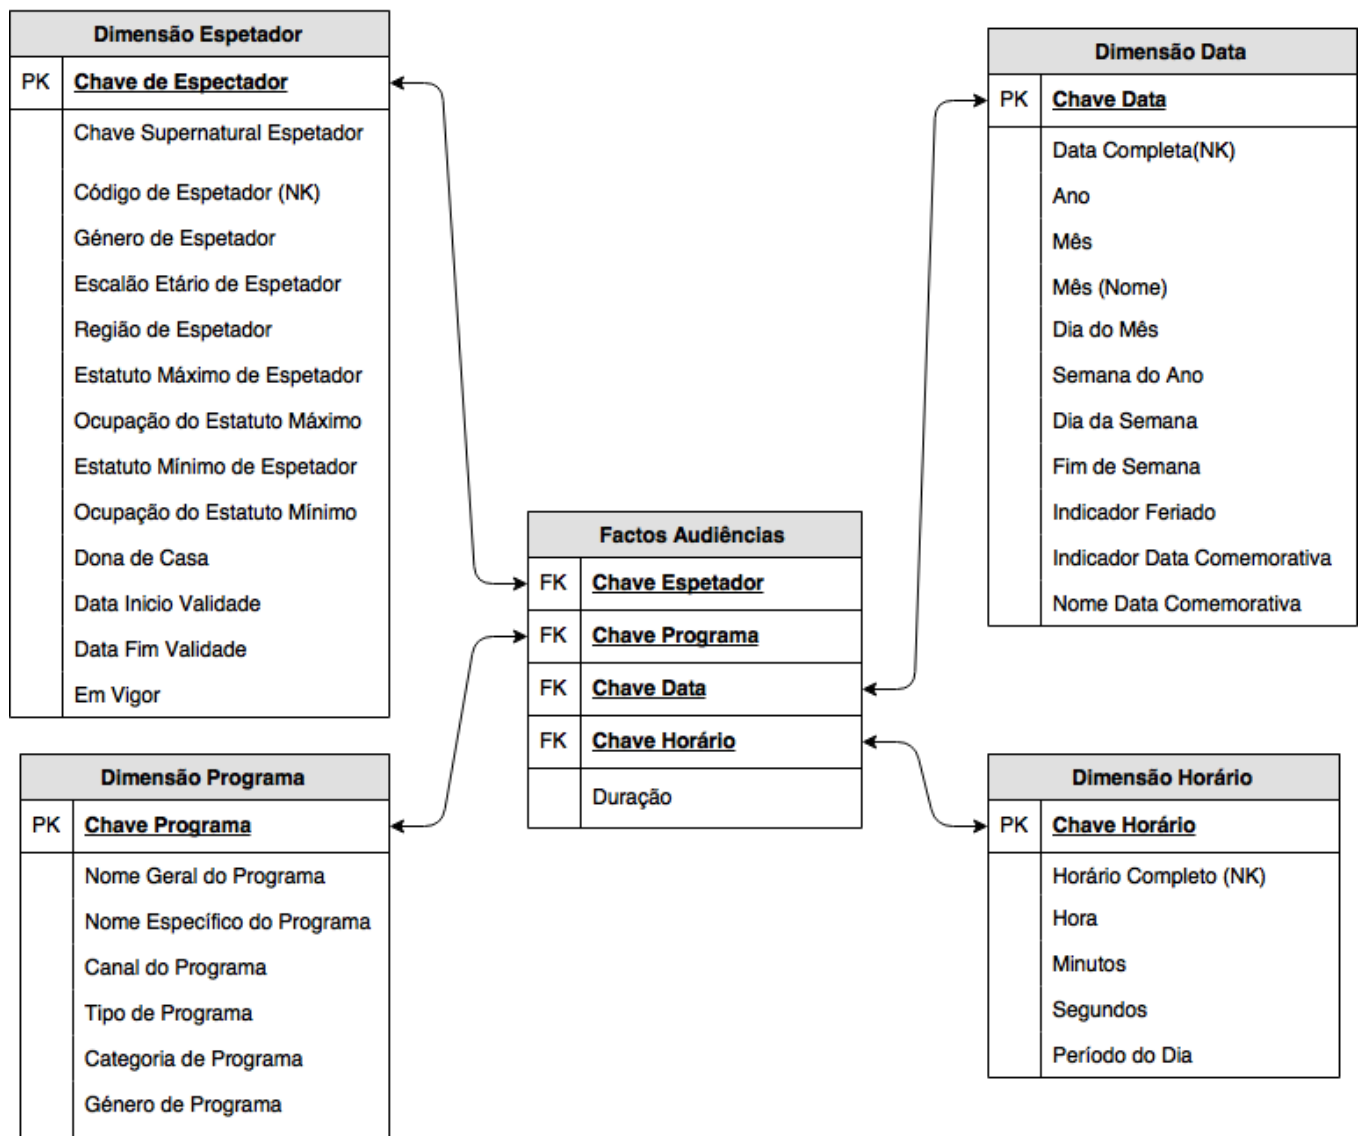 Dimensão Espetador
PK Chave de Espectador
Chave Supernatural Espetador
Código de Espetador (NK)
Género de Espetador
Escalão Etário de Espetador
Região de Espetador
Estatuto Máximo de Espetador
Ocupação do Estatuto Máximo
Estatuto Mínimo de Espetador
Ocupação do Estatuto Mínimo
Dona de Casa
Data Inicio Validade
Data Fim Validade
Em Vigor
Dimensão Data
PK Chave Data
Data Completa(NK)
Ano
Mês
Mês (Nome)
Dia do Mês
Semana do Ano
Dia da Semana
Fim de Semana
Indicador Feriado
Indicador Data Comemorativa
Nome Data Comemorativa
Factos Audiências
FK Chave Espetador
FK Chave Programa
FK Chave Data
FK Chave Horário
Duração
Dimensão Programa
PK Chave Programa
Nome Geral do Programa
Nome Específico do Programa
Canal do Programa
Tipo de Programa
Categoria de Programa
Género de Programa
Dimensão Horário
PK Chave Horário
Horário Completo (NK)
Hora
Minutos
Segundos
Período do Dia